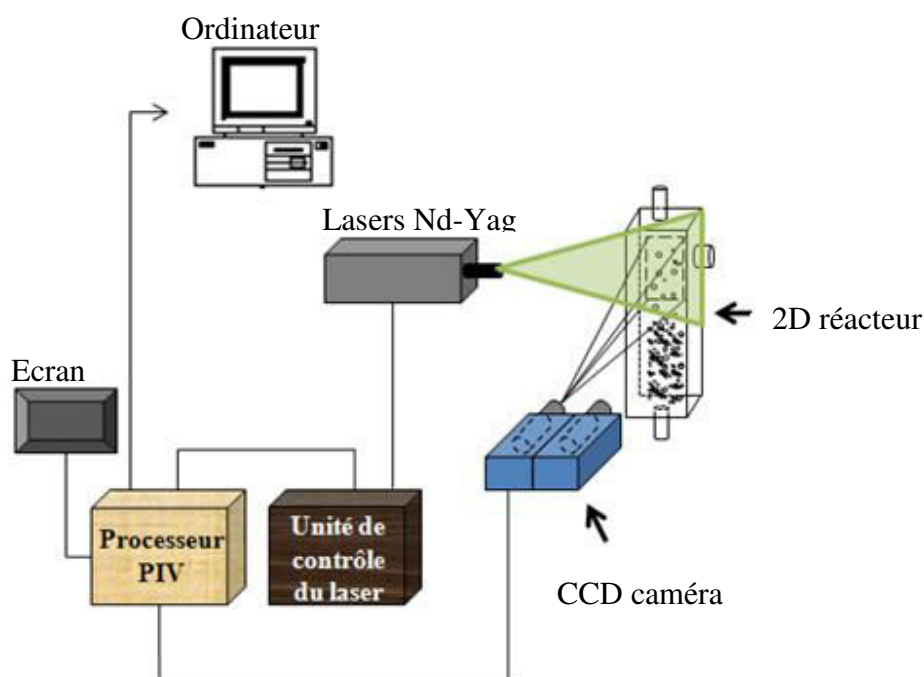 Ordinateur
Lasers Nd-Yag
2D réacteur
Ecran
Processeur
PIV
Unité de
contrôle
du laser
CCD caméra